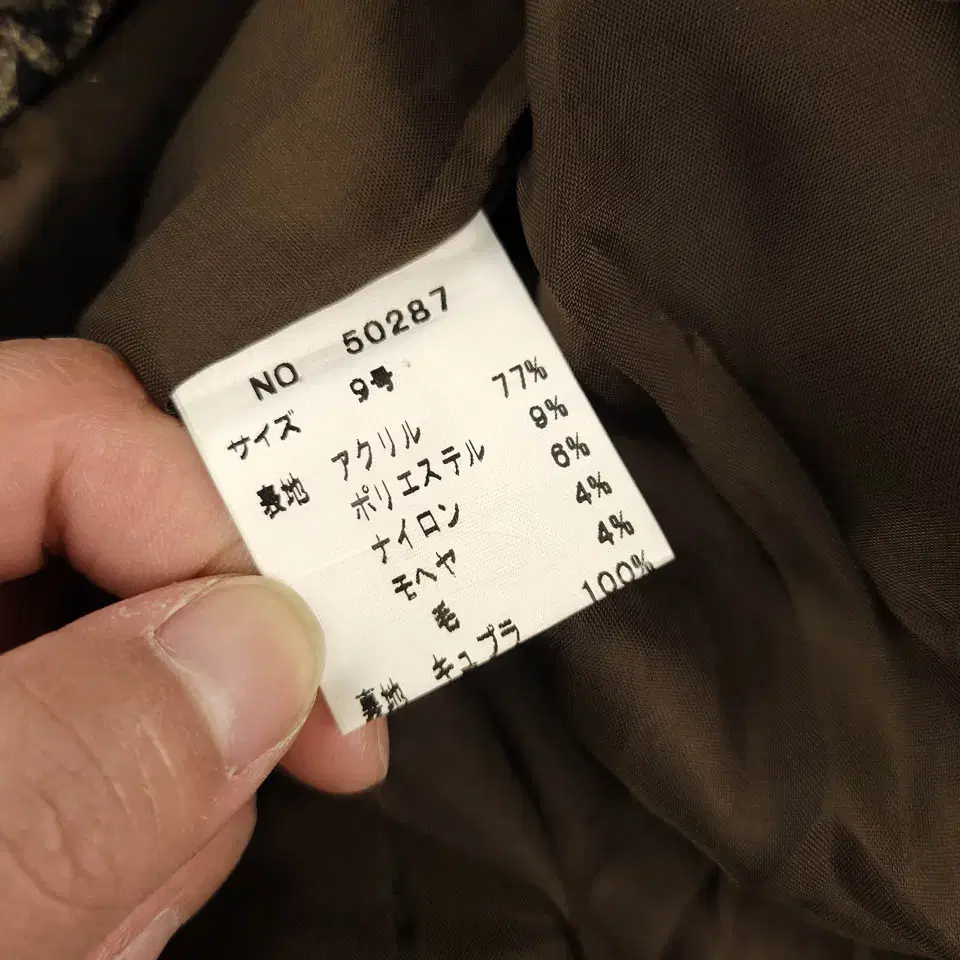 NO 50287
サイズ 9号
表地 アクリル 77%
ポリエステル 9%
ナイロン 6%
モヘヤ 4%
毛 4%
裏地 キュプラ 100%